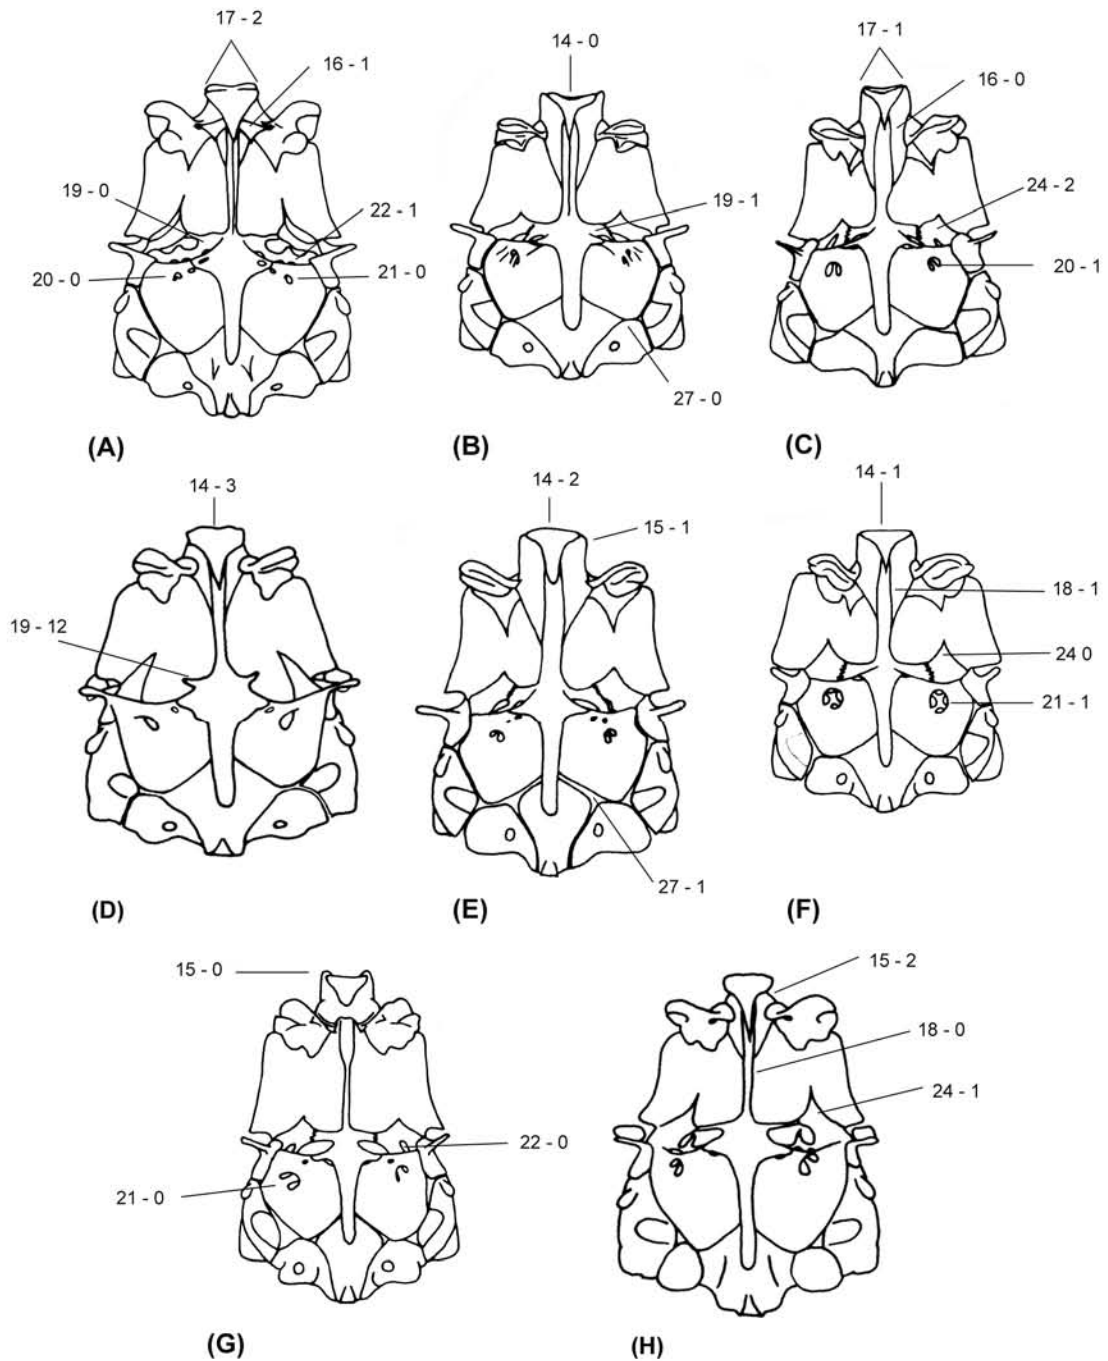 17 - 2
16 - 1
19 - 0
22 - 1
20 - 0
21 - 0
(A)
14 - 0
19 - 1
27 - 0
(B)
17 - 1
16 - 0
24 - 2
20 - 1
(C)
14 - 3
19 - 12
(D)
14 - 2
15 - 1
27 - 1
(E)
14 - 1
18 - 1
24 0
21 - 1
(F)
15 - 0
22 - 0
21 - 0
(G)
15 - 2
18 - 0
24 - 1
(H)